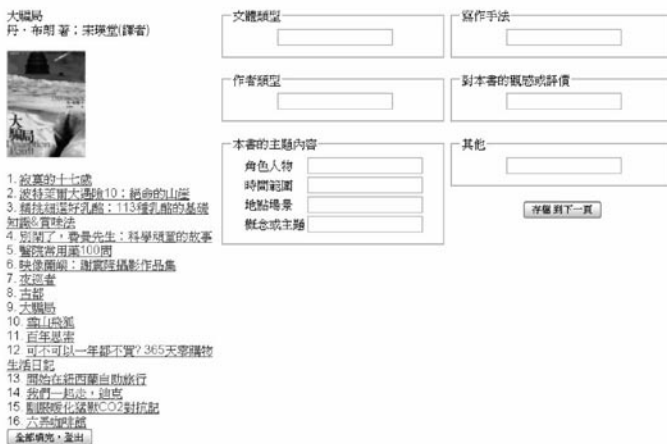 大騙局
丹‧布朗 著;宋瑛堂(譯者)
大
騙局
1. 寂寞的十七歲
2. 波特萊爾大遇險10:絕命的山崖
3. 精挑細選好乳酪:113種乳酪的基礎
知識&賞味法
4. 別鬧了,費曼先生:科學頑童的故事
5. 醫院常用藥100問
6. 映像蘭嶼:謝震隆攝影作品集
7. 夜巡者
8. 古都
9. 大騙局
10. 雪山飛狐
11. 百年思索
12. 可不可以一年都不買?365天零購物
生活日記
13. 開始在紐西蘭自助旅行
14. 我們一起走,迪克
15. 馴服暖化猛獸CO2對抗記
16. 六弄咖啡館
全部填完,登出
文體類型
作者類型
本書的主題內容
角色人物
時間範圍
地點場景
概念或主題
寫作手法
對本書的觀感或評價
其他
存檔到下一頁